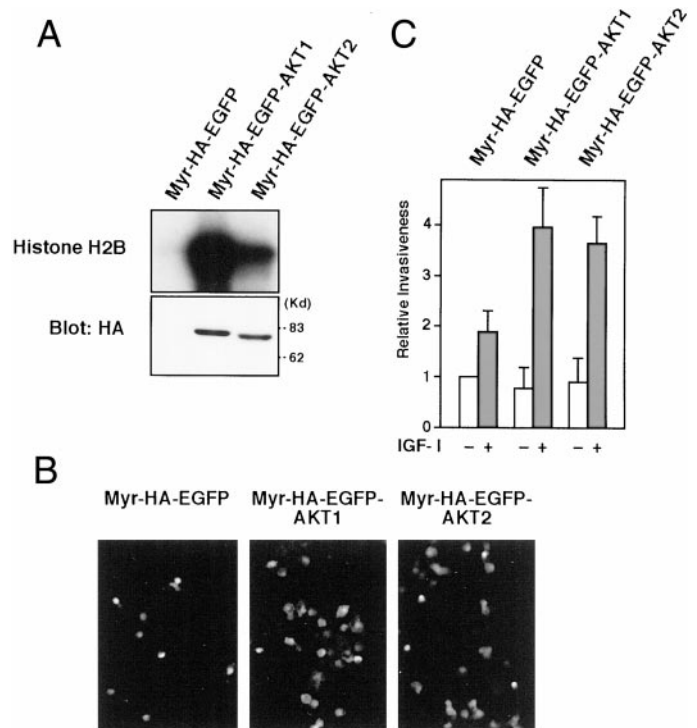 A
Myr-HA-EGFP
Myr-HA-EGFP-AKT1
Myr-HA-EGFP-AKT2
Histone H2B
(Kd)
Blot: HA
83
62
C
Myr-HA-EGFP
Myr-HA-EGFP-AKT1
Myr-HA-EGFP-AKT2
Relative Invasiveness
4
3
2
1
0
IGF-I − + − + − +
B
Myr-HA-EGFP
Myr-HA-EGFP-
AKT1
Myr-HA-EGFP-
AKT2